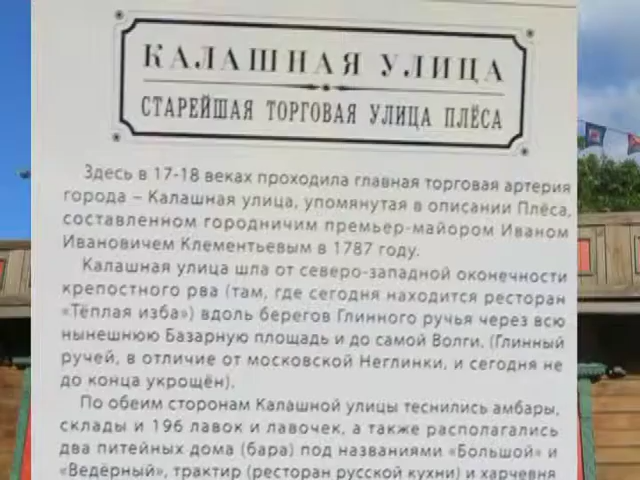 КАЛАШНАЯ УЛИЦА
СТАРЕЙШАЯ ТОРГОВАЯ УЛИЦА ПЛЁСА
Здесь в 17-18 веках проходила главная торговая артерия
города – Калашная улица, упомянутая в описании Плёса,
составленном городничим премьер-майором Иваном
Ивановичем Клементьевым в 1787 году.
Калашная улица шла от северо-западной оконечности
крепостного рва (там, где сегодня находится ресторан
«Тёплая изба») вдоль берегов Глинного ручья через всю
нынешнюю Базарную площадь и до самой Волги. (Глинный
ручей, в отличие от московской Неглинки, и сегодня не
до конца укрощён).
По обеим сторонам Калашной улицы теснились амбары,
склады и 196 лавок и лавочек, а также располагались
два питейных дома (бара) под названиями «Большой» и
«Ведёрный», трактир (ресторан русской кухни) и харчевня